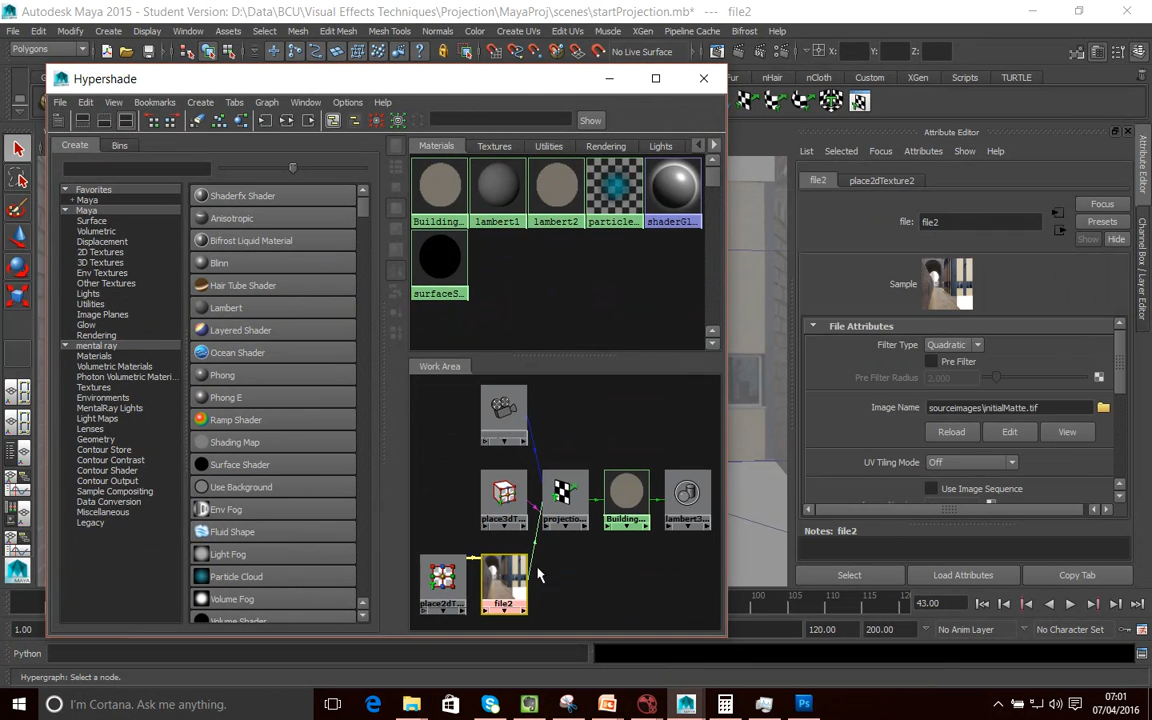 Autodesk Maya 2015 - Student Version: D:\Data\BCU\Visual Effects Techniques\Projection\MayaProj\scenes\startProjection.mb*   ---   file2
File Edit Modify Create Display Window Assets Select Mesh Edit Mesh Mesh Tools Normals Color Create UVs Edit UVs Muscle XGen Pipeline Cache Bifrost Help
Polygons
No Live Surface
X:
Y:
Z:
Hypershade
Fur nHair nCloth Custom XGen Scripts TURTLE
File Edit View Bookmarks Create Tabs Graph Window Options Help
Show
Create Bins
Materials Textures Utilities Rendering Lights
Attribute Editor
List Selected Focus Attributes Show Help
file2 place2dTexture2
Focus
file: file2
Presets
Show Hide
Sample
File Attributes
Filter Type Quadratic
Pre Filter
Pre Filter Radius 2.000
Image Name sourceimages\initialMatte.tif
Reload Edit View
UV Tiling Mode Off
Use Image Sequence
Notes: file2
Select Load Attributes Copy Tab
Attribute Editor
Channel Box / Layer Editor
Favorites
+ Maya
Maya
Surface
Volumetric
Displacement
2D Textures
3D Textures
Env Textures
Other Textures
Lights
Utilities
Image Planes
Glow
Rendering
mental ray
Materials
Volumetric Materials
Photon Volumetric Materi...
Textures
Environments
MentalRay Lights
Light Maps
Lenses
Geometry
Contour Store
Contour Contrast
Contour Shader
Contour Output
Sample Compositing
Data Conversion
Miscellaneous
Legacy
Shaderfx Shader
Anisotropic
Bifrost Liquid Material
Blinn
Hair Tube Shader
Lambert
Layered Shader
Ocean Shader
Phong
Phong E
Ramp Shader
Shading Map
Surface Shader
Use Background
Env Fog
Fluid Shape
Light Fog
Particle Cloud
Volume Fog
Volume Shader
Building... lambert1 lambert2 particle... shaderGl...
surfaceS...
Work Area
place3dT... projectio... Building... lambert3...
place2dT... file2
100 105 110 115 120
43.00
1.00
120.00 200.00 No Anim Layer No Character Set
Python
Hypergraph: Select a node.
I'm Cortana. Ask me anything.
07:01
07/04/2016